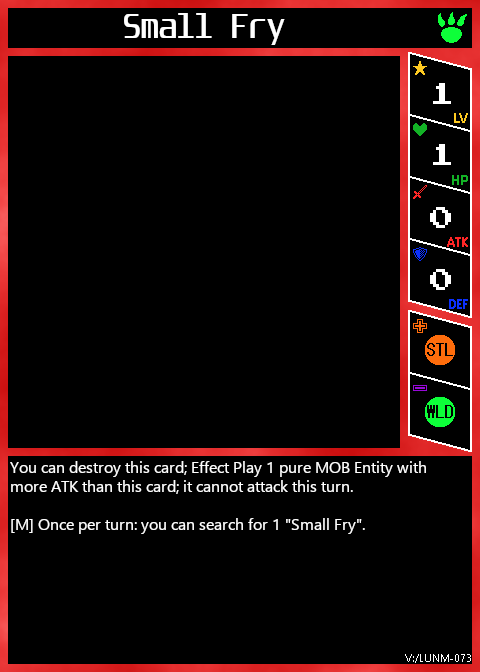 Small Fry
1
LV
1
HP
0
ATK
0
DEF
STL
WLD
You can destroy this card; Effect Play 1 pure MOB Entity with
more ATK than this card; it cannot attack this turn.
[M] Once per turn: you can search for 1 "Small Fry".
V:/LUNM-073